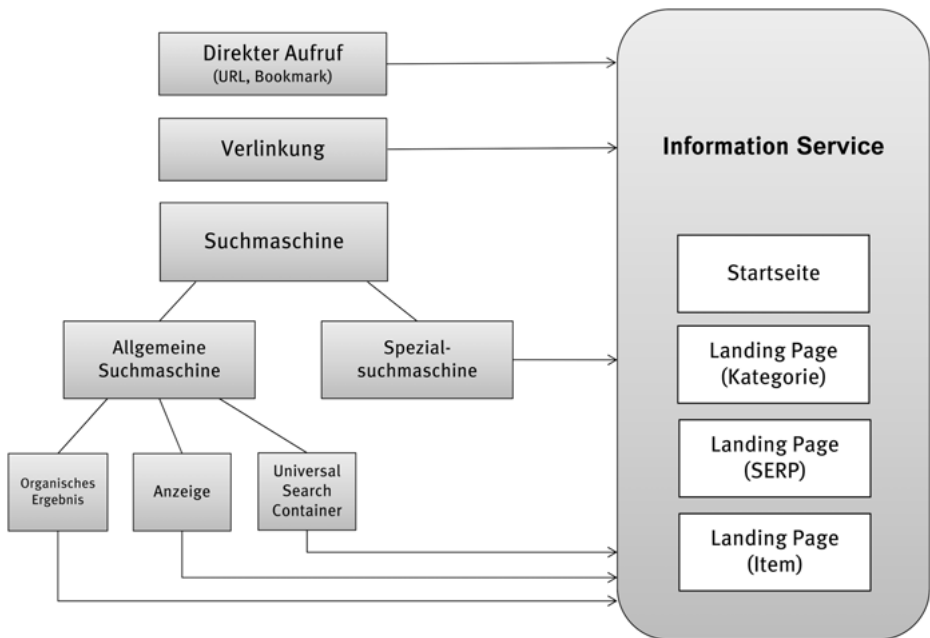 Direkter Aufruf
(URL, Bookmark)
Verlinkung
Suchmaschine
Allgemeine
Suchmaschine
Spezial-
suchmaschine
Organisches
Ergebnis
Anzeige
Universal
Search
Container
Information Service
Startseite
Landing Page
(Kategorie)
Landing Page
(SERP)
Landing Page
(Item)